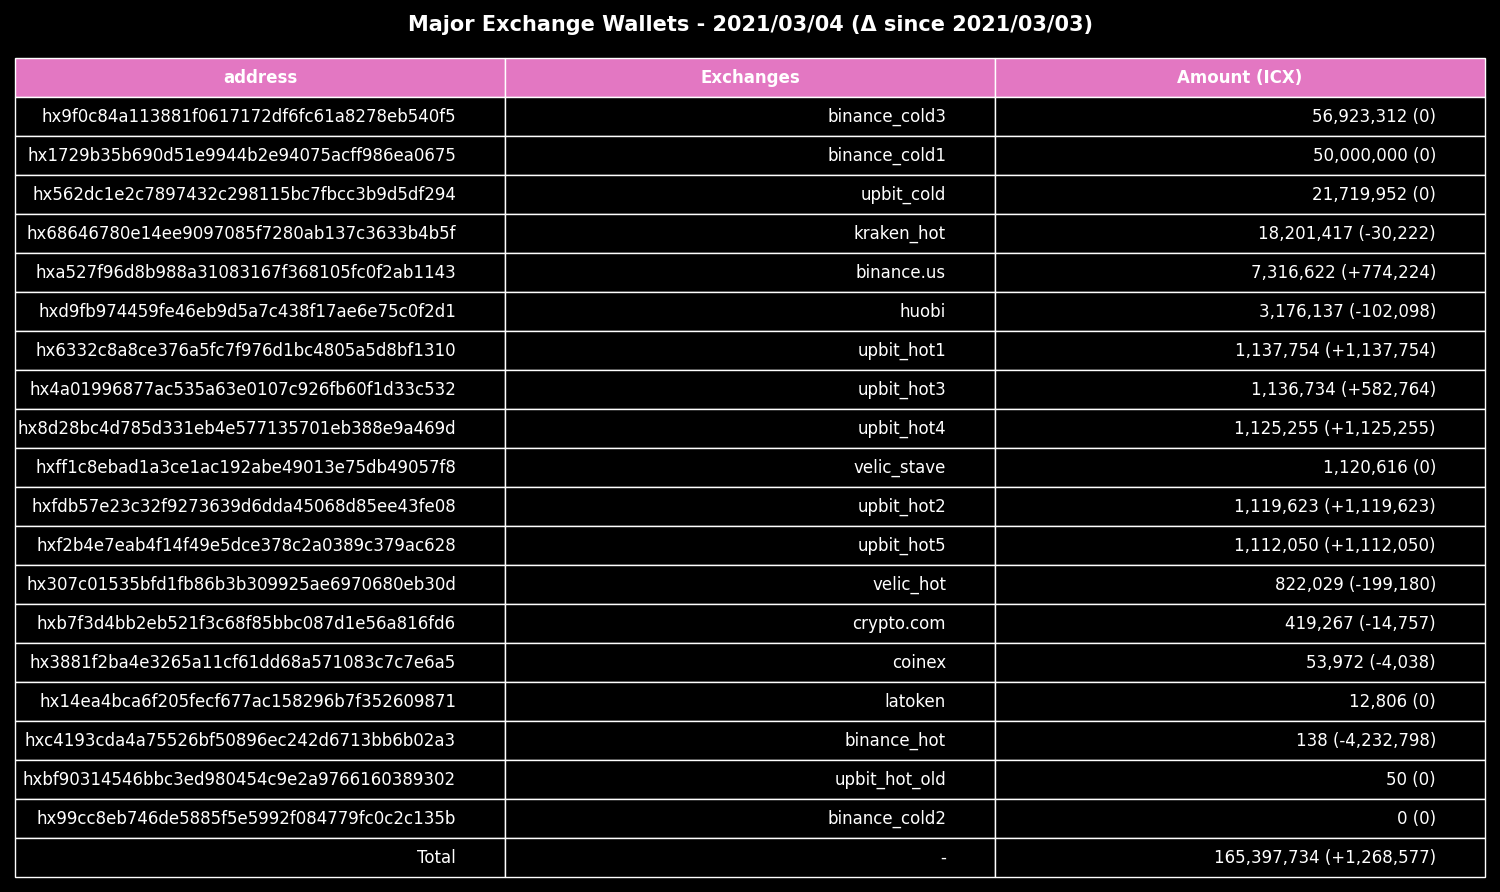 Major Exchange Wallets - 2021/03/04 (Δ since 2021/03/03)
address Exchanges Amount (ICX)
hx9f0c84a113881f0617172df6fc61a8278eb540f5 binance_cold3 56,923,312 (0)
hx1729b35b690d51e9944b2e94075acff986ea0675 binance_cold1 50,000,000 (0)
hx562dc1e2c7897432c298115bc7fbcc3b9d5df294 upbit_cold 21,719,952 (0)
hx68646780e14ee9097085f7280ab137c3633b4b5f kraken_hot 18,201,417 (-30,222)
hxa527f96d8b988a31083167f368105fc0f2ab1143 binance.us 7,316,622 (+774,224)
hxd9fb974459fe46eb9d5a7c438f17ae6e75c0f2d1 huobi 3,176,137 (-102,098)
hx6332c8a8ce376a5fc7f976d1bc4805a5d8bf1310 upbit_hot1 1,137,754 (+1,137,754)
hx4a01996877ac535a63e0107c926fb60f1d33c532 upbit_hot3 1,136,734 (+582,764)
hx8d28bc4d785d331eb4e577135701eb388e9a469d upbit_hot4 1,125,255 (+1,125,255)
hxff1c8ebad1a3ce1ac192abe49013e75db49057f8 velic_stave 1,120,616 (0)
hxfdb57e23c32f9273639d6dda45068d85ee43fe08 upbit_hot2 1,119,623 (+1,119,623)
hxf2b4e7eab4f14f49e5dce378c2a0389c379ac628 upbit_hot5 1,112,050 (+1,112,050)
hx307c01535bfd1fb86b3b309925ae6970680eb30d velic_hot 822,029 (-199,180)
hxb7f3d4bb2eb521f3c68f85bbc087d1e56a816fd6 crypto.com 419,267 (-14,757)
hx3881f2ba4e3265a11cf61dd68a571083c7c7e6a5 coinex 53,972 (-4,038)
hx14ea4bca6f205fecf677ac158296b7f352609871 latoken 12,806 (0)
hxc4193cda4a75526bf50896ec242d6713bb6b02a3 binance_hot 138 (-4,232,798)
hxbf90314546bbc3ed980454c9e2a9766160389302 upbit_hot_old 50 (0)
hx99cc8eb746de5885f5e5992f084779fc0c2c135b binance_cold2 0 (0)
Total - 165,397,734 (+1,268,577)